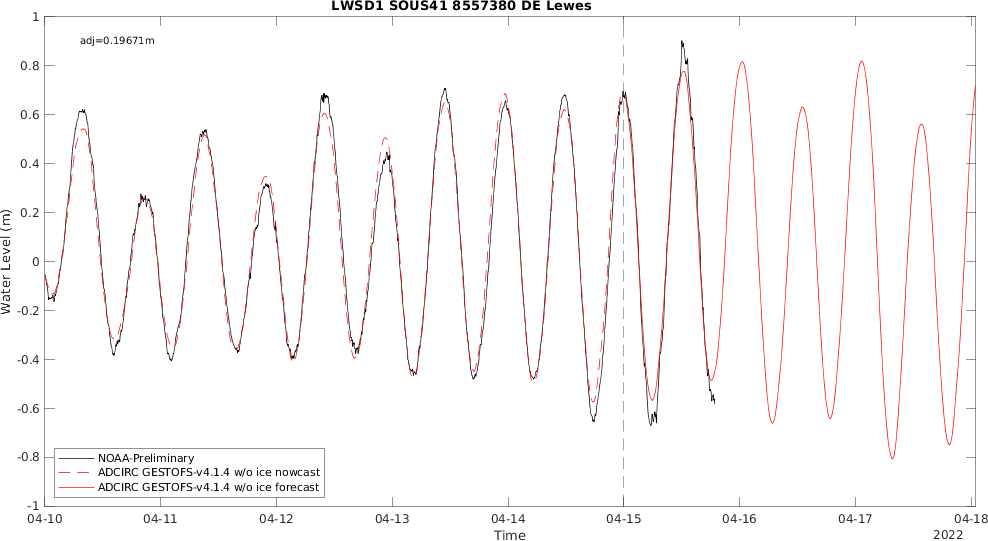 LWSD1 SOUS41 8557380 DE Lewes
adj=0.19671m
1
0.8
0.6
0.4
0.2
0
-0.2
-0.4
-0.6
-0.8
-1
Water Level (m)
NOAA-Preliminary
ADCIRC GESTOFS-v4.1.4 w/o ice nowcast
ADCIRC GESTOFS-v4.1.4 w/o ice forecast
04-10 04-11 04-12 04-13 04-14 04-15 04-16 04-17 04-18
Time
2022